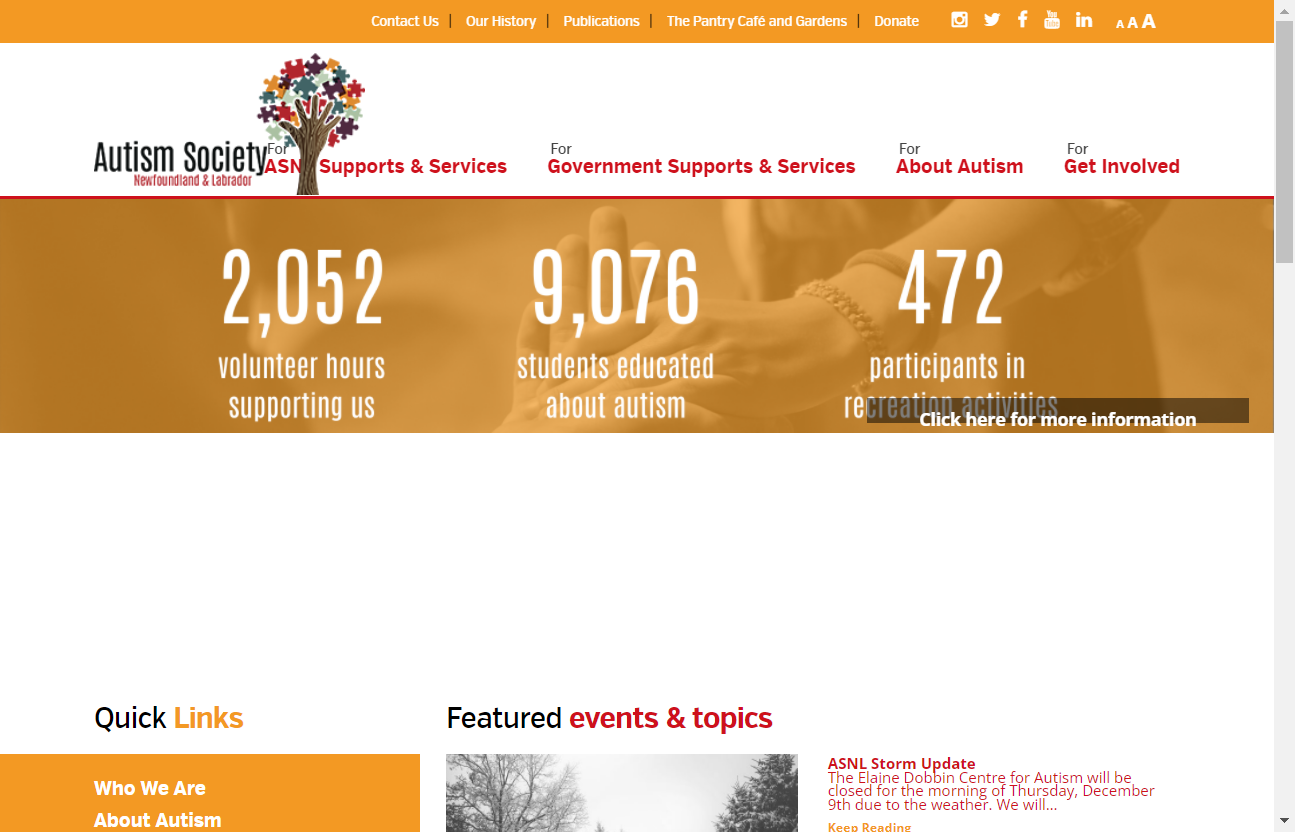 Contact Us | Our History | Publications | The Pantry Café and Gardens | Donate
A A A
Autism Society
Newfoundland & Labrador
For
ASNL Supports & Services
For
Government Supports & Services
For
About Autism
For
Get Involved
2,052
volunteer hours
supporting us
9,076
students educated
about autism
472
participants in
recreation activities
Click here for more information
Quick Links
Who We Are
About Autism
Featured events & topics
ASNL Storm Update
The Elaine Dobbin Centre for Autism will be
closed for the morning of Thursday, December
9th due to the weather. We will...
Keep Reading